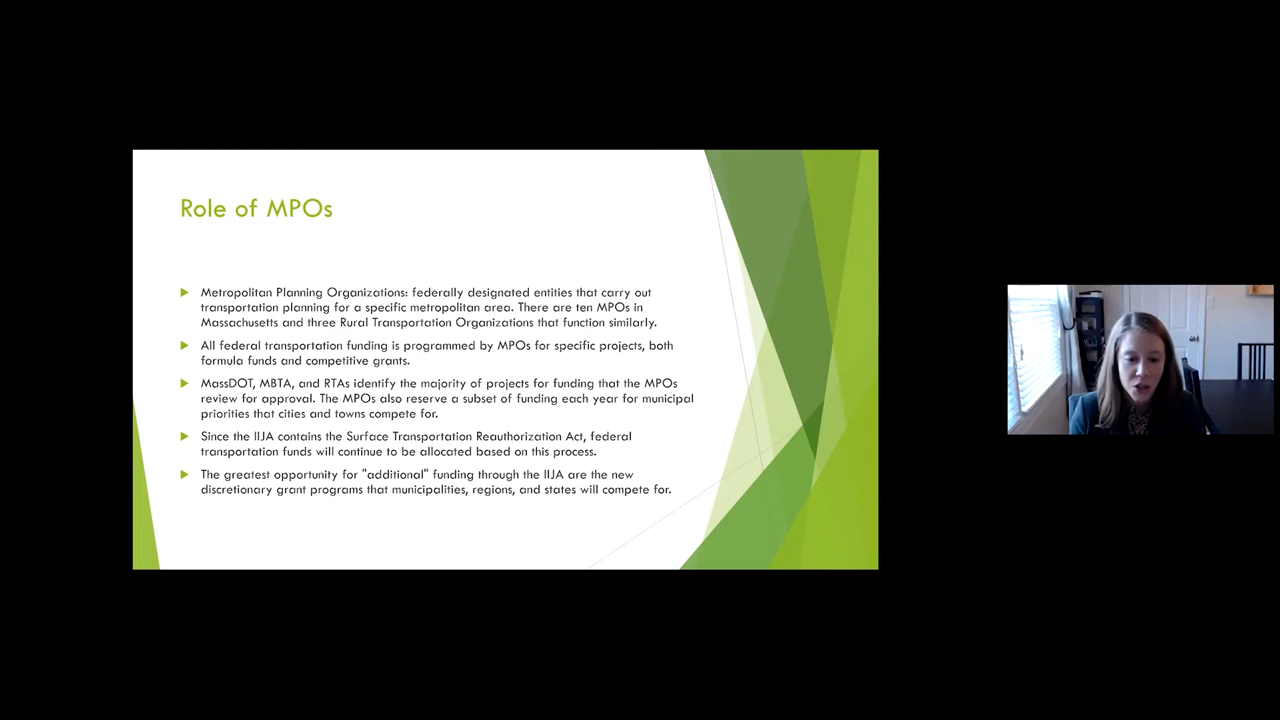 Role of MPOs
Metropolitan Planning Organizations: federally designated entities that carry out
transportation planning for a specific metropolitan area. There are ten MPOs in
Massachusetts and three Rural Transportation Organizations that function similarly.
All federal transportation funding is programmed by MPOs for specific projects, both
formula funds and competitive grants.
MassDOT, MBTA, and RTAs identify the majority of projects for funding that the MPOs
review for approval. The MPOs also reserve a subset of funding each year for municipal
priorities that cities and towns compete for.
Since the IIJA contains the Surface Transportation Reauthorization Act, federal
transportation funds will continue to be allocated based on this process.
The greatest opportunity for "additional" funding through the IIJA are the new
discretionary grant programs that municipalities, regions, and states will compete for.